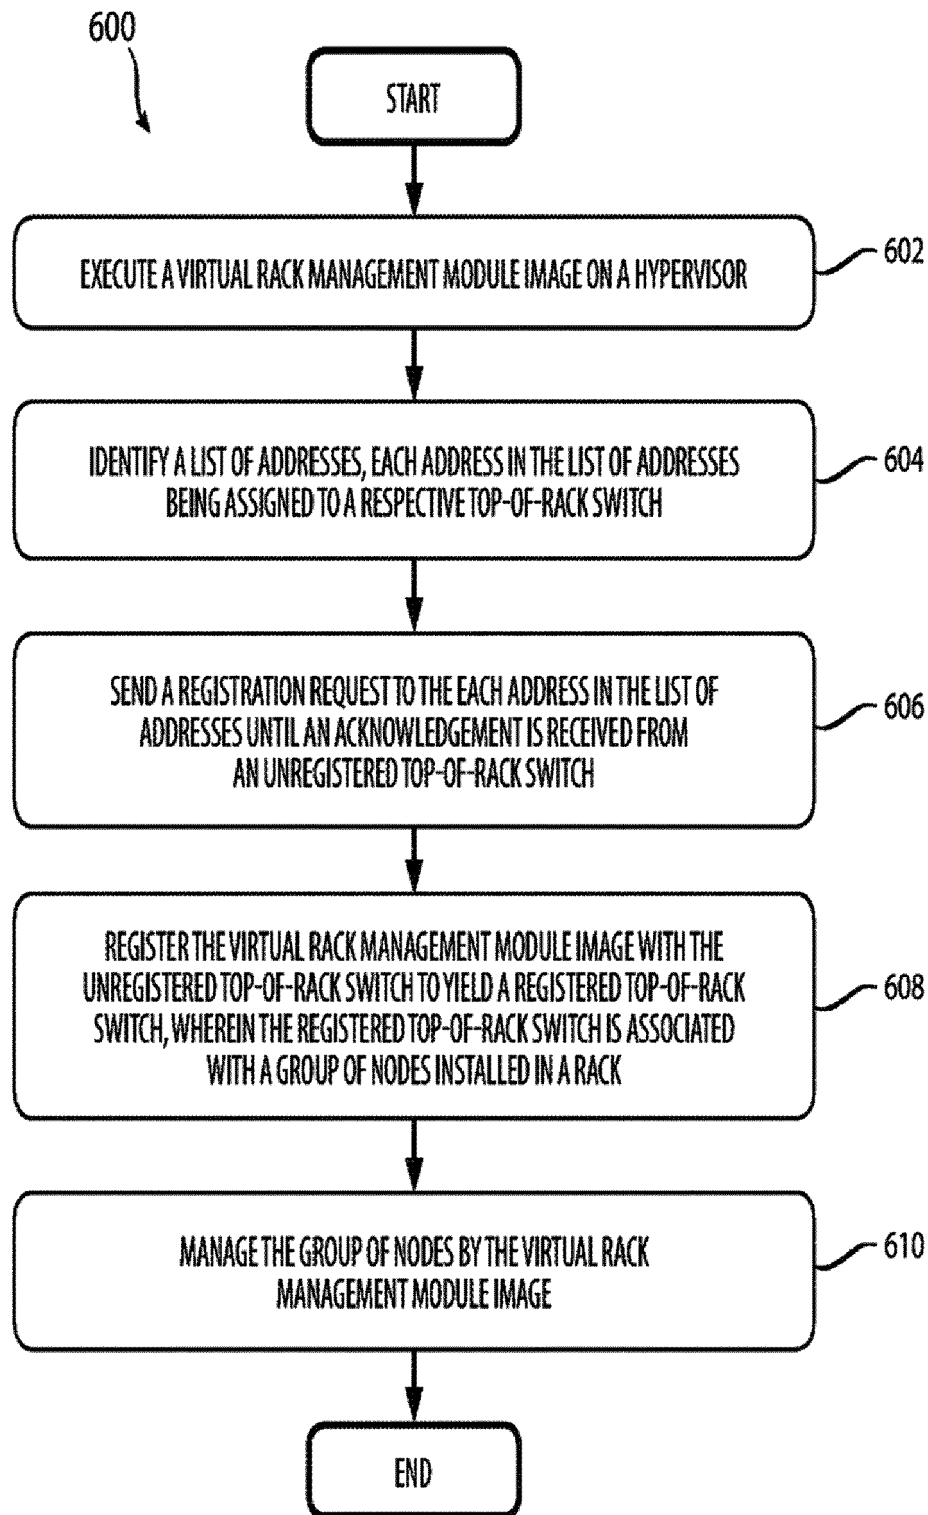 600
START
EXECUTE A VIRTUAL RACK MANAGEMENT MODULE IMAGE ON A HYPERVISOR
602
IDENTIFY A LIST OF ADDRESSES, EACH ADDRESS IN THE LIST OF ADDRESSES
BEING ASSIGNED TO A RESPECTIVE TOP-OF-RACK SWITCH
604
SEND A REGISTRATION REQUEST TO THE EACH ADDRESS IN THE LIST OF
ADDRESSES UNTIL AN ACKNOWLEDGEMENT IS RECEIVED FROM
AN UNREGISTERED TOP-OF-RACK SWITCH
606
REGISTER THE VIRTUAL RACK MANAGEMENT MODULE IMAGE WITH THE
UNREGISTERED TOP-OF-RACK SWITCH TO YIELD A REGISTERED TOP-OF-RACK
SWITCH, WHEREIN THE REGISTERED TOP-OF-RACK SWITCH IS ASSOCIATED
WITH A GROUP OF NODES INSTALLED IN A RACK
608
MANAGE THE GROUP OF NODES BY THE VIRTUAL RACK
MANAGEMENT MODULE IMAGE
610
END